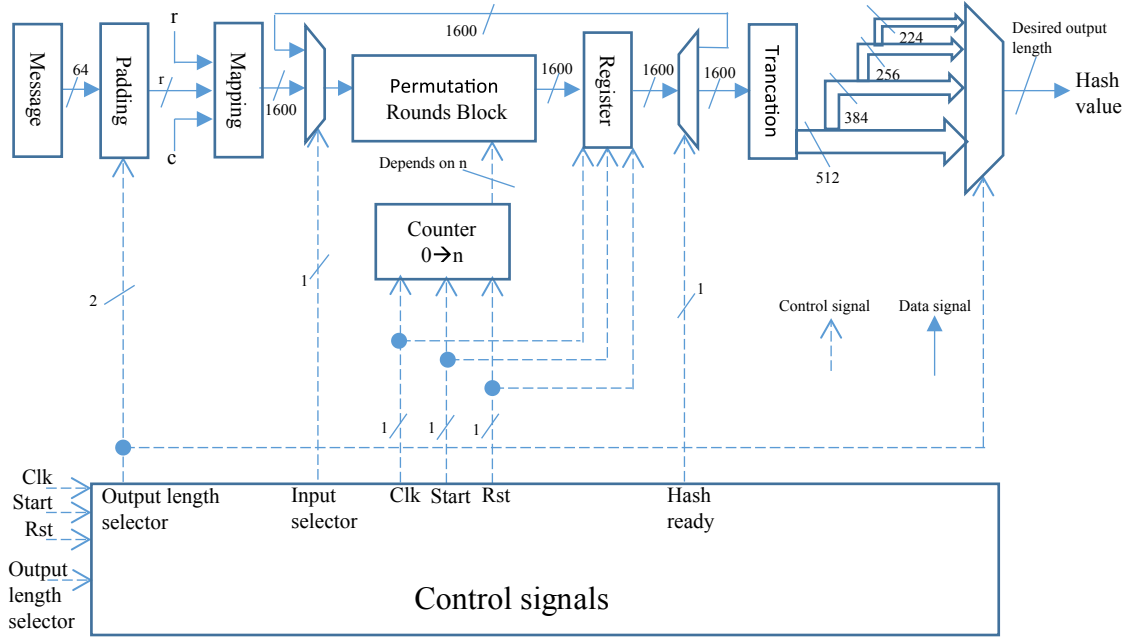 Message
64
Padding
r
r
c
Mapping
1600
1600
Permutation
Rounds Block
1600
Register
1600
1600
Trancation
224
256
384
512
Desired output
length
Hash
value
Depends on n
Counter
0→n
2
1
1
Control signal
Data signal
1
1
1
Clk
Start
Rst
Output
length
selector
Output length
selector
Input
selector
Clk
Start
Rst
Hash
ready
Control signals